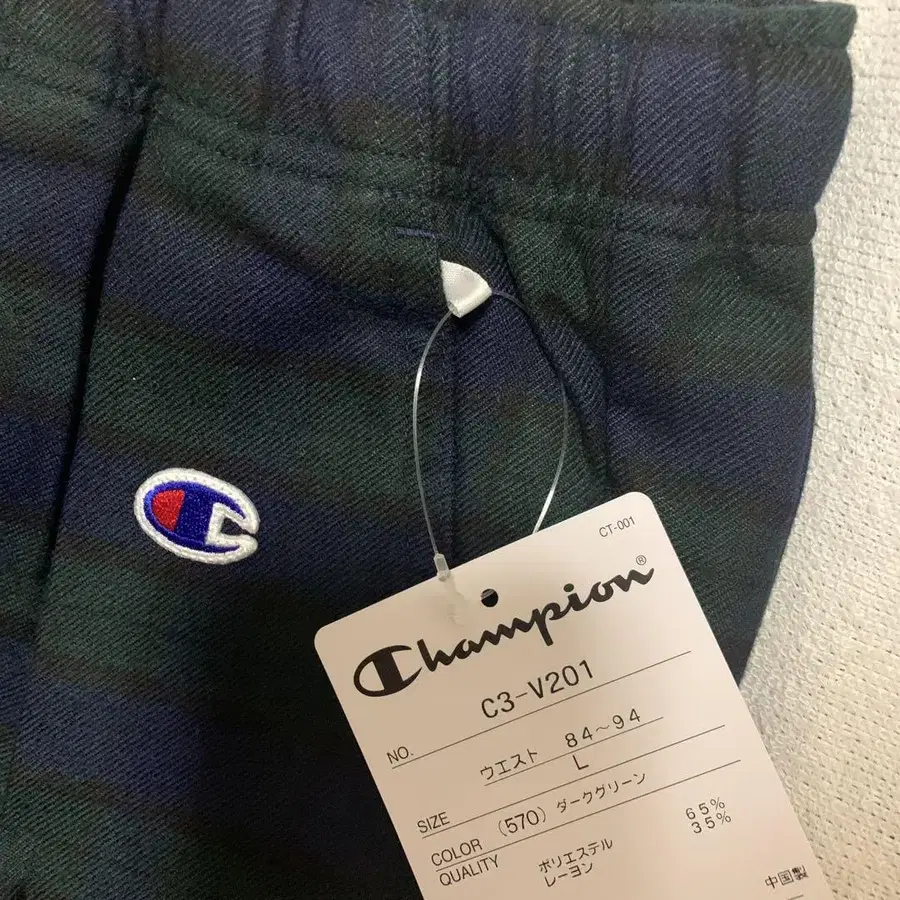 CT-001
Champion®
NO. C3-V201
ウエスト 84〜94
SIZE L
COLOR (570) ダークグリーン
QUALITY ポリエステル 65%
レーヨン 35%
中国製